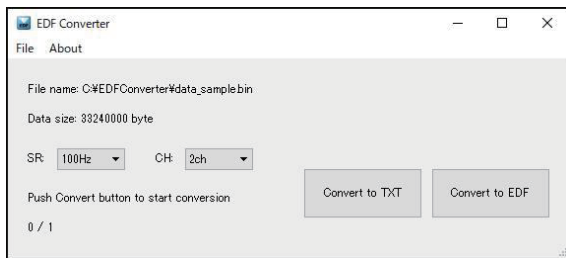 EDF Converter
File About
File name: C:¥EDFConverter¥data_sample.bin
Data size: 33240000 byte
SR: 100Hz CH: 2ch
Push Convert button to start conversion
Convert to TXT Convert to EDF
0 / 1